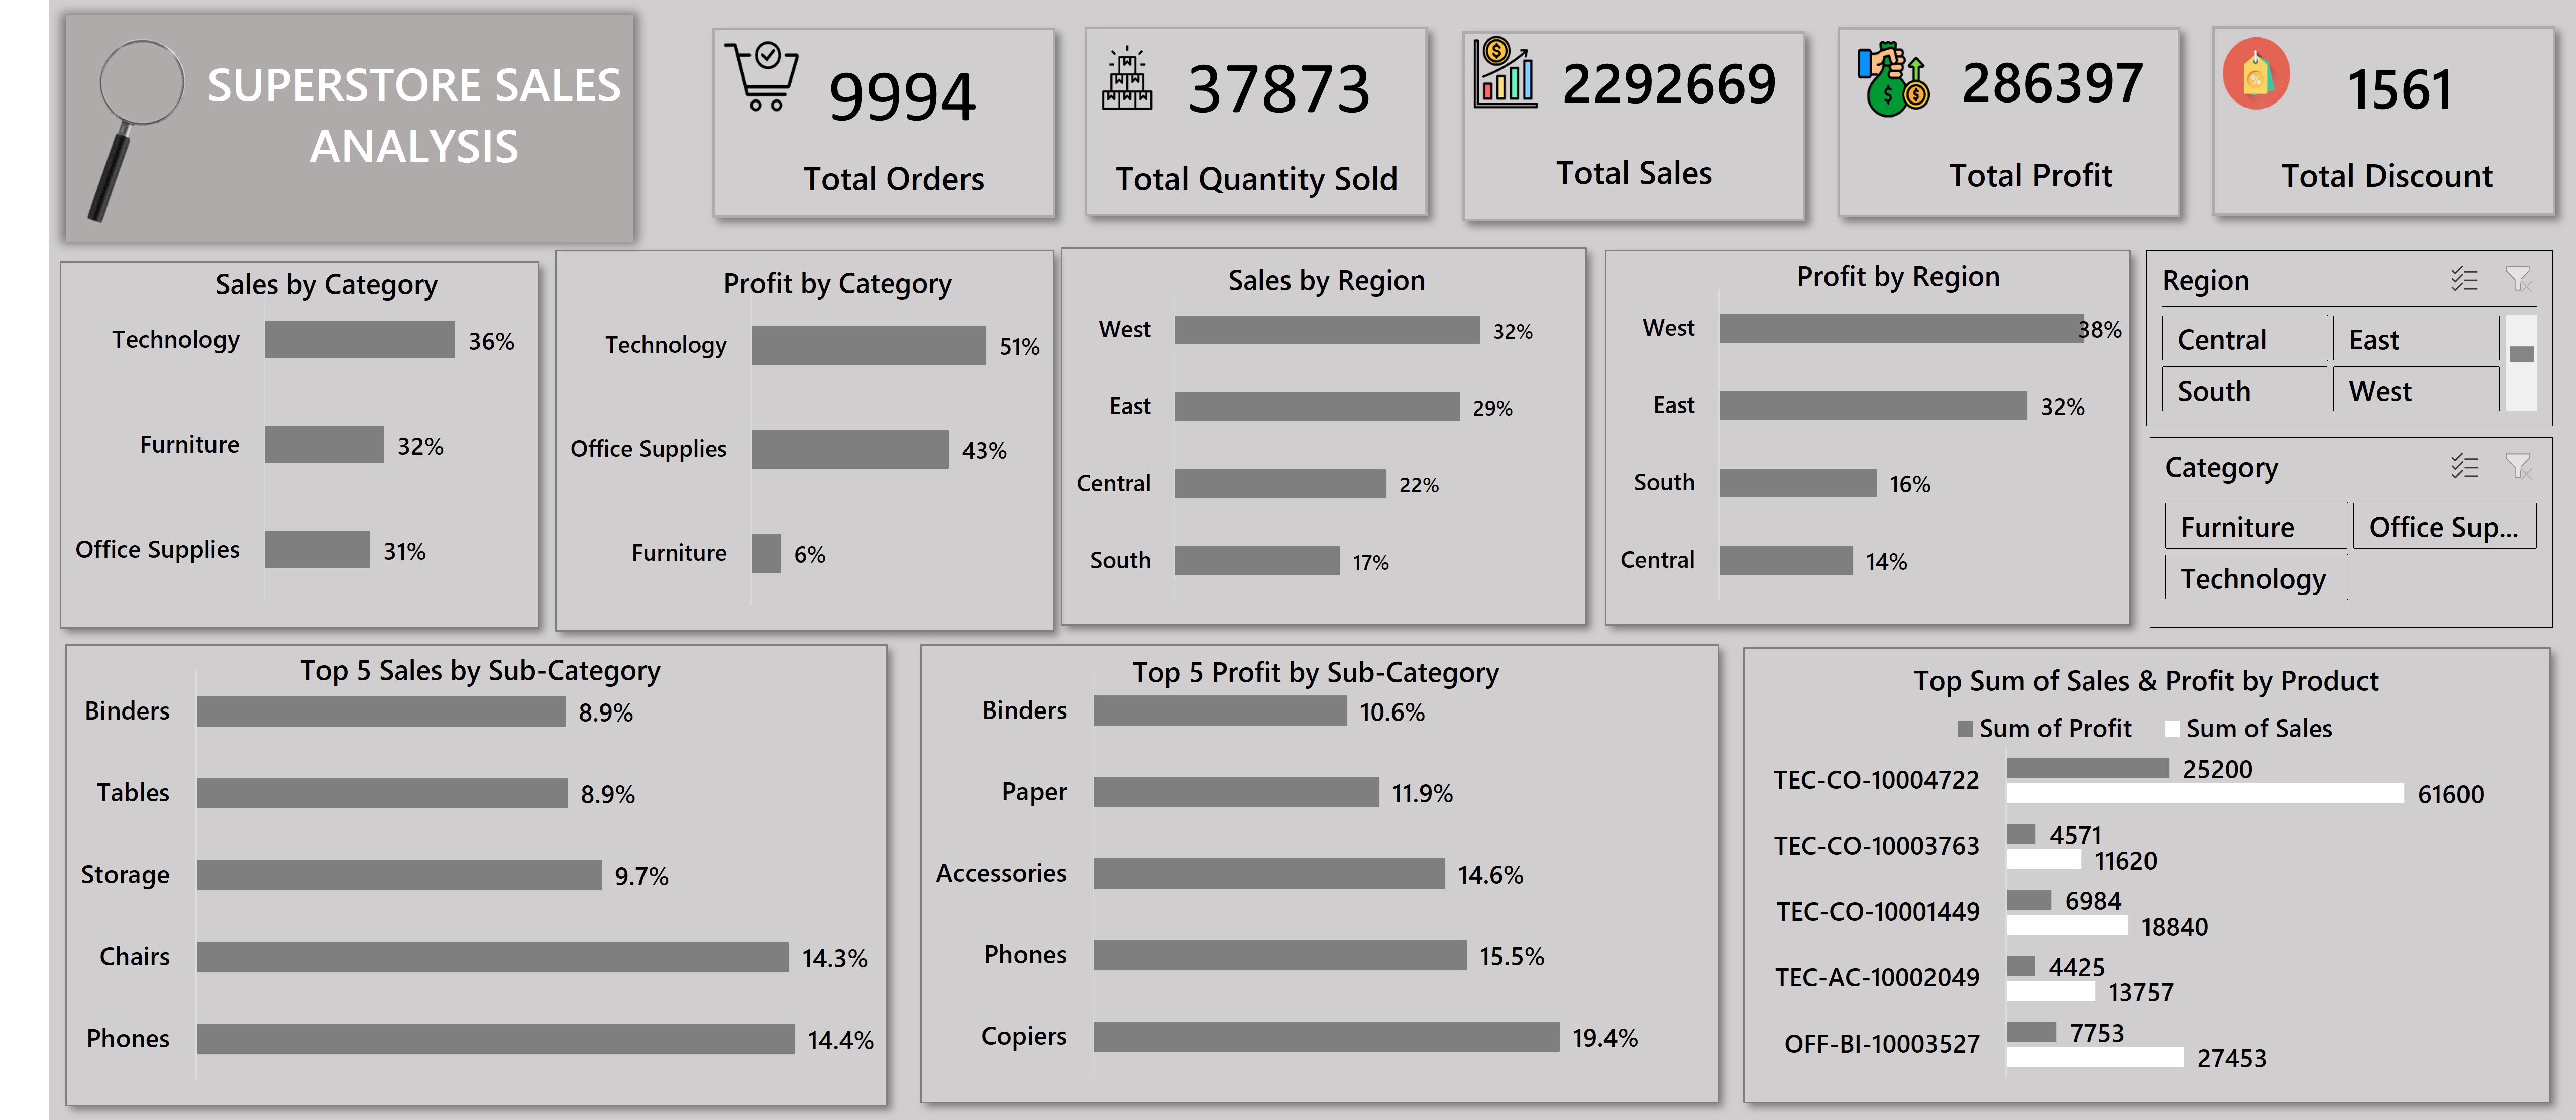 SUPERSTORE SALES
ANALYSIS
9994
Total Orders
37873
Total Quantity Sold
$
2292669
Total Sales
$
$
286397
Total Profit
%
1561
Total Discount
Sales by Category
Technology 36%
Furniture 32%
Office Supplies 31%
Profit by Category
Technology 51%
Office Supplies 43%
Furniture 6%
Sales by Region
West 32%
East 29%
Central 22%
South 17%
Profit by Region
West 38%
East 32%
South 16%
Central 14%
Region
Central East
South West
Category
Furniture Office Sup...
Technology
Top 5 Sales by Sub-Category
Binders 8.9%
Tables 8.9%
Storage 9.7%
Chairs 14.3%
Phones 14.4%
Top 5 Profit by Sub-Category
Binders 10.6%
Paper 11.9%
Accessories 14.6%
Phones 15.5%
Copiers 19.4%
Top Sum of Sales & Profit by Product
Sum of Profit Sum of Sales
TEC-CO-10004722 25200
61600
TEC-CO-10003763 4571
11620
TEC-CO-10001449 6984
18840
TEC-AC-10002049 4425
13757
OFF-BI-10003527 7753
27453